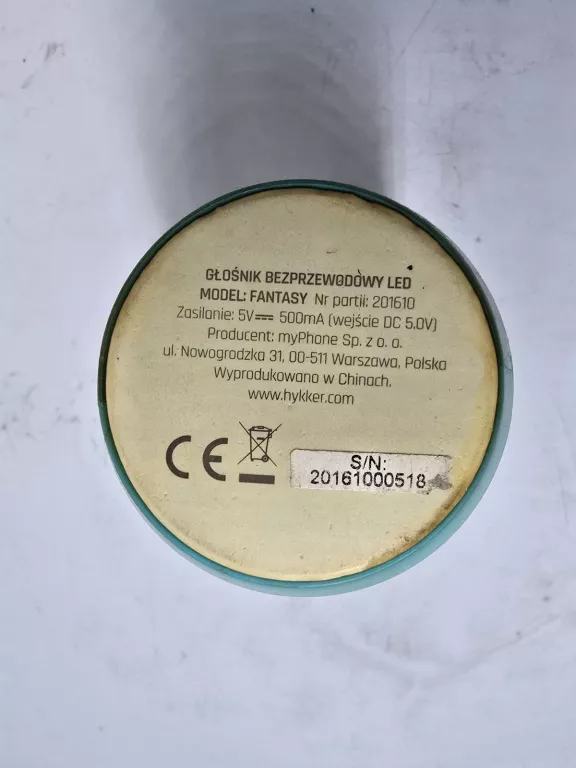 GŁOŚNIK BEZPRZEWODOWY LED
MODEL: FANTASY Nr partii: 201610
Zasilanie: 5V⎓ 500mA (wejście DC 5.0V)
Producent: myPhone Sp. z o. o.
ul. Nowogrodzka 31, 00-511 Warszawa, Polska
Wyprodukowano w Chinach.
www.hykker.com
CE
S/N:
20161000518